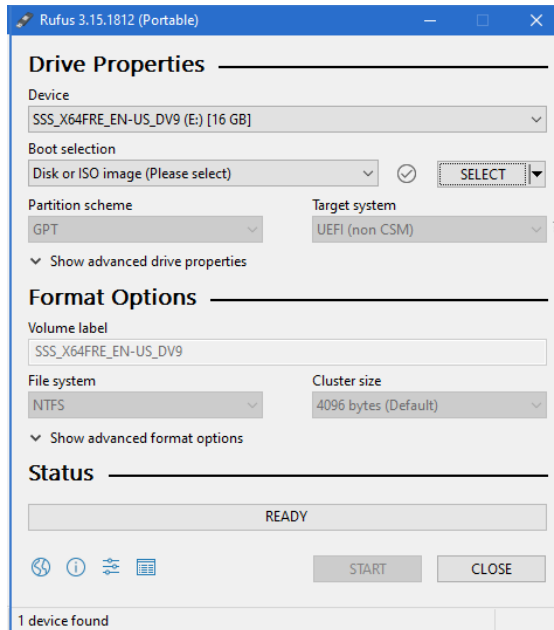 Rufus 3.15.1812 (Portable)
Drive Properties
Device
SSS_X64FRE_EN-US_DV9 (E:) [16 GB]
Boot selection
Disk or ISO image (Please select)
SELECT
Partition scheme
Target system
GPT
UEFI (non CSM)
Show advanced drive properties
Format Options
Volume label
SSS_X64FRE_EN-US_DV9
File system
Cluster size
NTFS
4096 bytes (Default)
Show advanced format options
Status
READY
START
CLOSE
1 device found